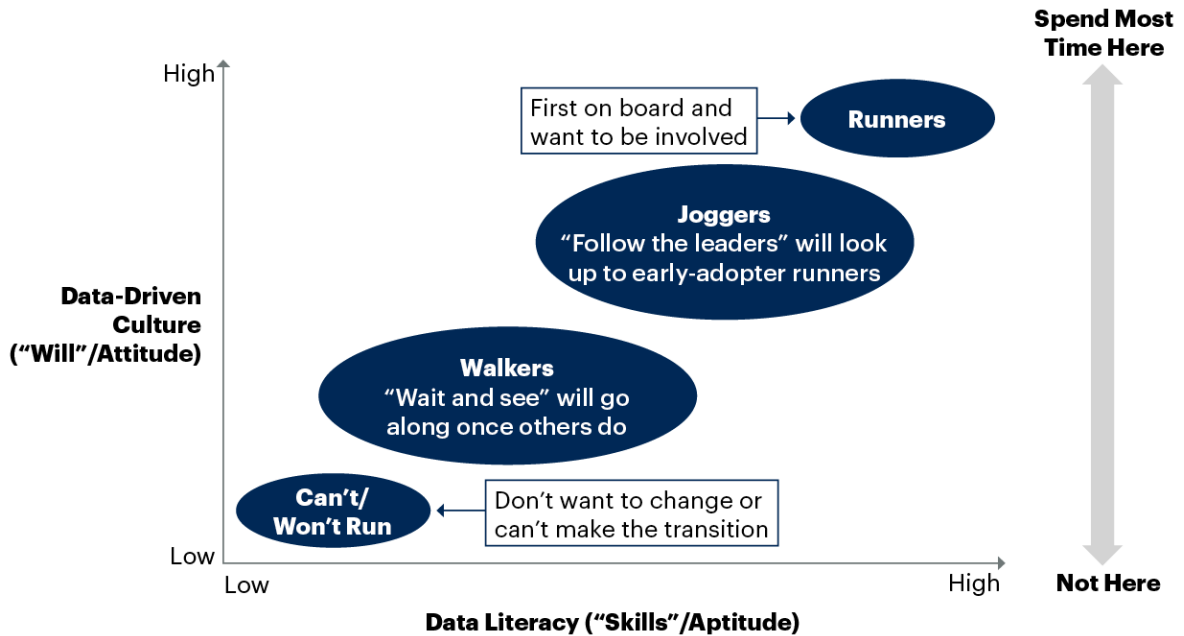 Spend Most
Time Here
High
First on board and
want to be involved
Runners
Joggers
“Follow the leaders” will look
up to early-adopter runners
Data-Driven
Culture
(“Will”/Attitude)
Walkers
“Wait and see” will go
along once others do
Can’t/
Won’t Run
Don’t want to change or
can’t make the transition
Low
Low
High
Not Here
Data Literacy (“Skills”/Aptitude)